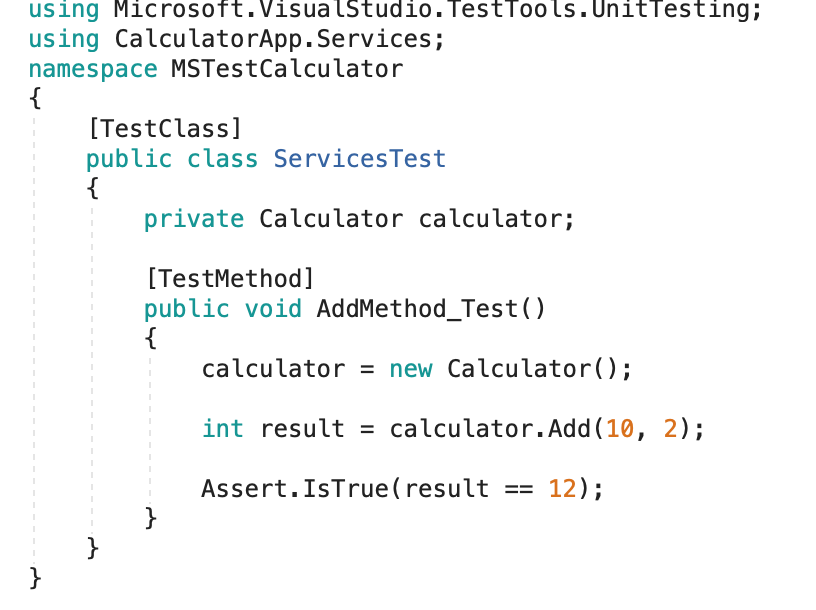 using Microsoft.VisualStudio.TestTools.UnitTesting;
using CalculatorApp.Services;
namespace MSTestCalculator
{
    [TestClass]
    public class ServicesTest
    {
        private Calculator calculator;

        [TestMethod]
        public void AddMethod_Test()
        {
            calculator = new Calculator();

            int result = calculator.Add(10, 2);

            Assert.IsTrue(result == 12);
        }
    }
}